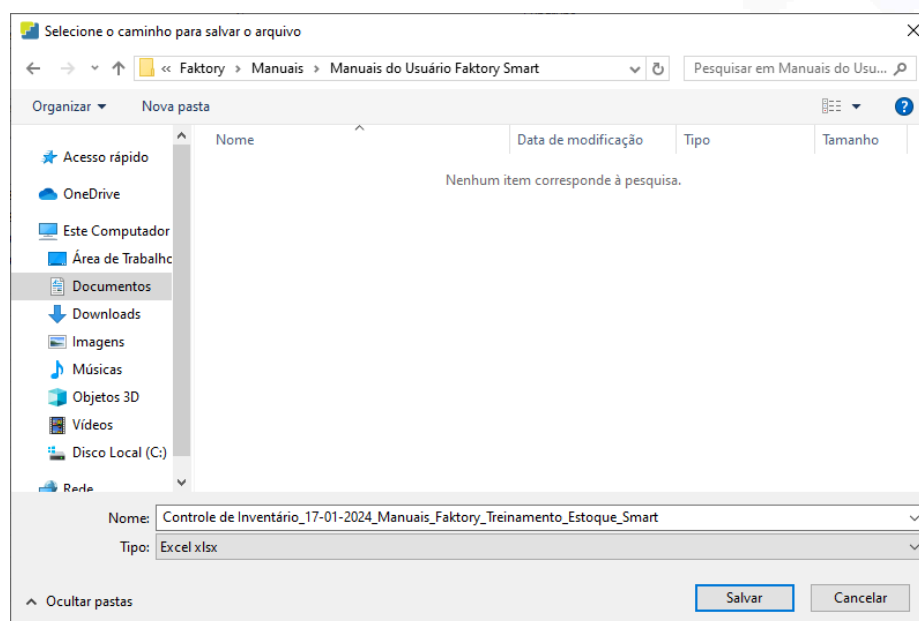 Selecione o caminho para salvar o arquivo
« Faktory > Manuais > Manuais do Usuário Faktory Smart
Pesquisar em Manuais do Usu...
Organizar
Nova pasta
Nome
Data de modificação
Tipo
Tamanho
Nenhum item corresponde à pesquisa.
Acesso rápido
OneDrive
Este Computador
Área de Trabalho
Documentos
Downloads
Imagens
Músicas
Objetos 3D
Vídeos
Disco Local (C:)
Rede
Nome: Controle de Inventário_17-01-2024_Manuais_Faktory_Treinamento_Estoque_Smart
Tipo: Excel xlsx
Ocultar pastas
Salvar
Cancelar